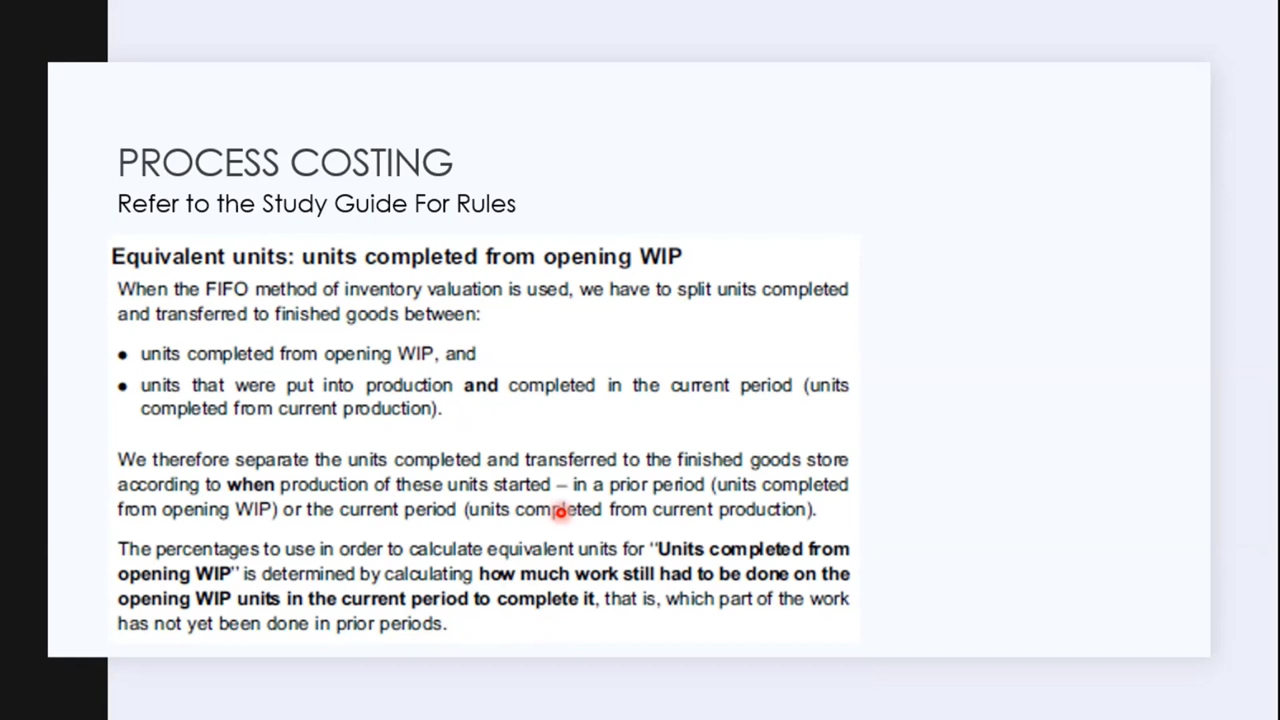 PROCESS COSTING
Refer to the Study Guide For Rules
Equivalent units: units completed from opening WIP
When the FIFO method of inventory valuation is used, we have to split units completed
and transferred to finished goods between:
● units completed from opening WIP, and
● units that were put into production and completed in the current period (units
completed from current production).
We therefore separate the units completed and transferred to the finished goods store
according to when production of these units started – in a prior period (units completed
from opening WIP) or the current period (units completed from current production).
The percentages to use in order to calculate equivalent units for "Units completed from
opening WIP" is determined by calculating how much work still had to be done on the
opening WIP units in the current period to complete it, that is, which part of the work
has not yet been done in prior periods.